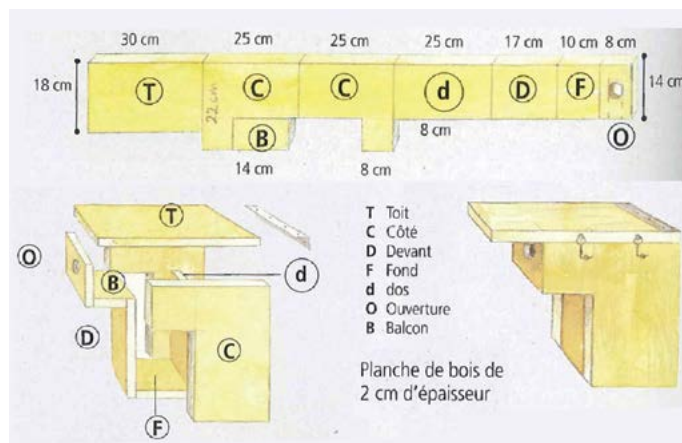 30 cm 25 cm 25 cm 25 cm 17 cm 10 cm 8 cm
18 cm T C C d D F 14 cm
22 cm
B 8 cm O
14 cm 8 cm
T
O
B d
D C
F
T Toit
C Côté
D Devant
F Fond
d dos
O Ouverture
B Balcon
Planche de bois de
2 cm d'épaisseur